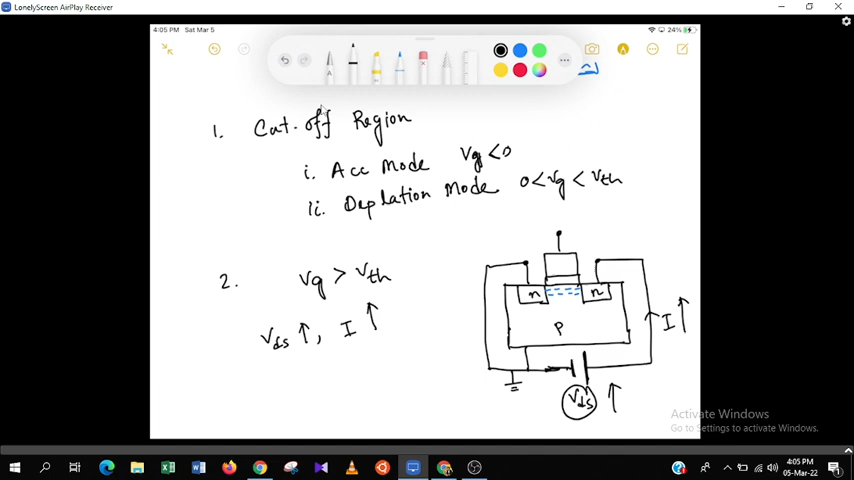 LonelyScreen AirPlay Receiver
4:05 PM Sat Mar 5
24%
1. Cut-off Region
i. Acc Mode Vg < 0
ii. Deplation Mode 0 < Vg < Vth
2. Vg > Vth
Vds ↑, I ↑
n n
P
I ↑
Vds ↑
Activate Windows
Go to Settings to activate Windows.
4:05 PM
05-Mar-22